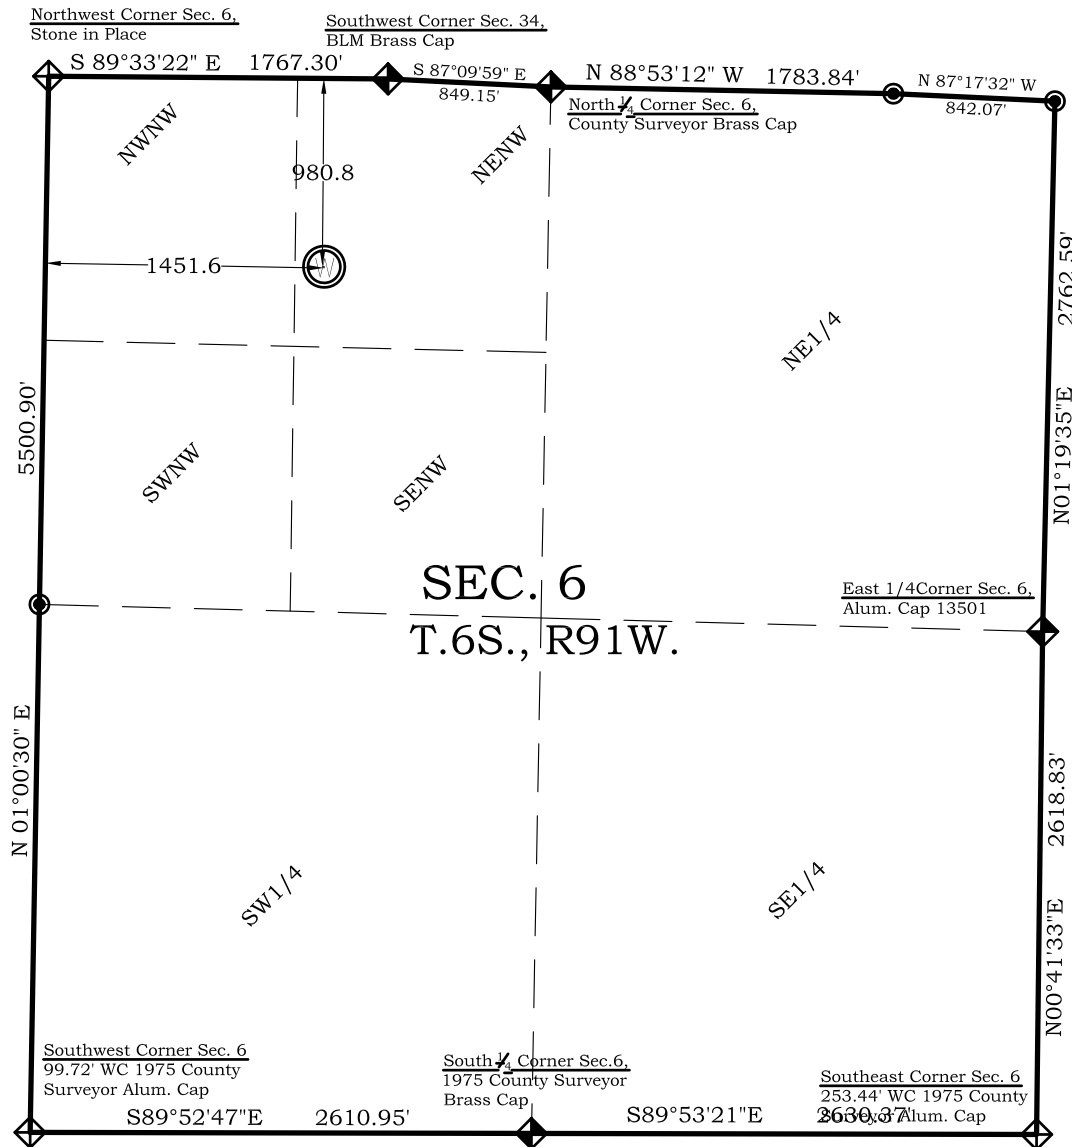 Northwest Corner Sec. 6,
Stone in Place
Southwest Corner Sec. 34,
BLM Brass Cap
S 89°33'22" E 1767.30'
S 87°09'59" E
849.15'
N 88°53'12" W 1783.84'
N 87°17'32" W
842.07'
North 1/4 Corner Sec. 6,
County Surveyor Brass Cap
NWNW
NENW
980.8
1451.6
W
NE1/4
2762.59'
N01°19'35"E
5500.90'
SWNW
SENW
SEC. 6
T.6S., R91W.
East 1/4Corner Sec. 6,
Alum. Cap 13501
N 01°00'30" E
SW1/4
SE1/4
2618.83'
N00°41'33"E
Southwest Corner Sec. 6
99.72' WC 1975 County
Surveyor Alum. Cap
South 1/4 Corner Sec.6,
1975 County Surveyor
Brass Cap
Southeast Corner Sec. 6
253.44' WC 1975 County
Surveyor Alum. Cap
S89°52'47"E 2610.95'
S89°53'21"E 2630.37'